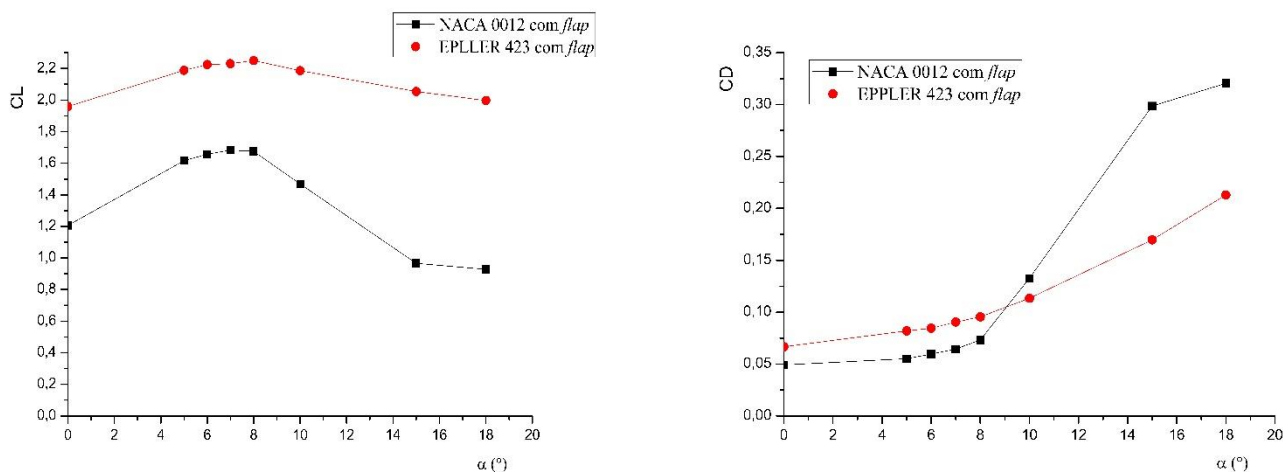 NACA 0012 com flap
EPLLER 423 com flap
CL
2,2
2,0
1,8
1,6
1,4
1,2
1,0
0,8
0,6
0,4
0,2
0,0
0 2 4 6 8 10 12 14 16 18 20
α (°)
0,35
NACA 0012 com flap
EPPLER 423 com flap
CD
0,30
0,25
0,20
0,15
0,10
0,05
0,00
0 2 4 6 8 10 12 14 16 18 20
α (°)